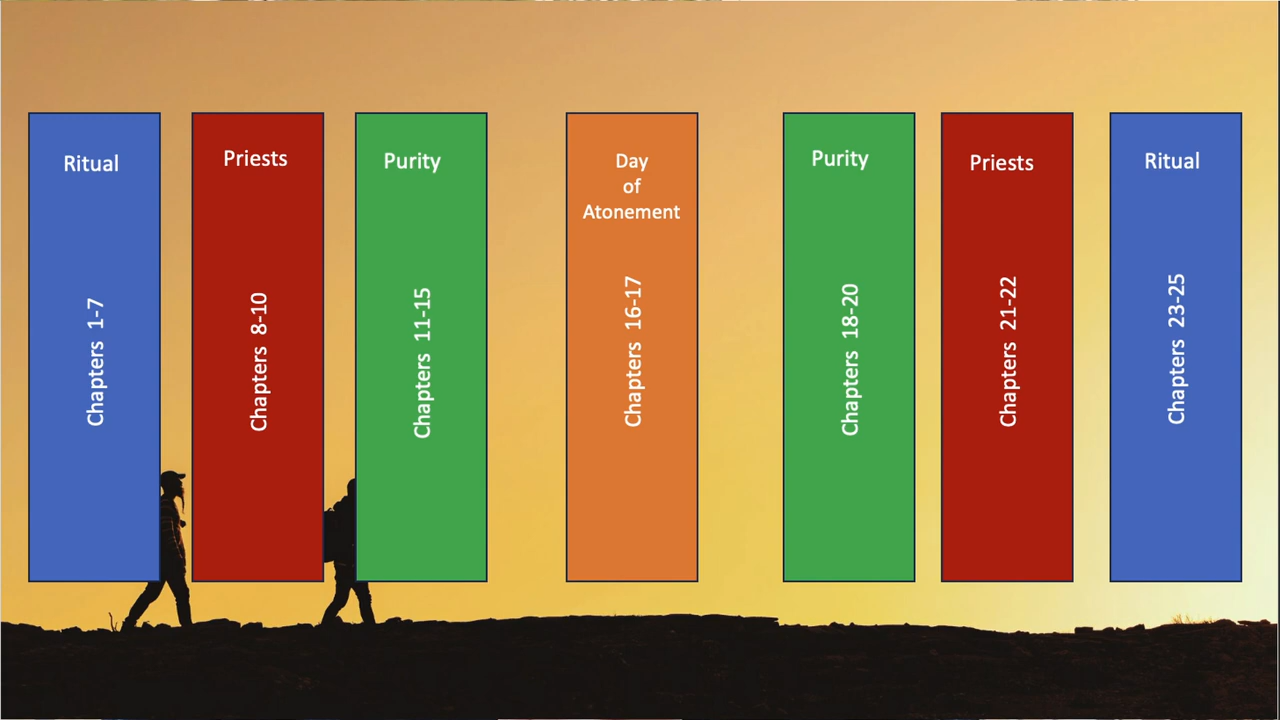 Ritual
Chapters 1-7
Priests
Chapters 8-10
Purity
Chapters 11-15
Day
of
Atonement
Chapters 16-17
Purity
Chapters 18-20
Priests
Chapters 21-22
Ritual
Chapters 23-25